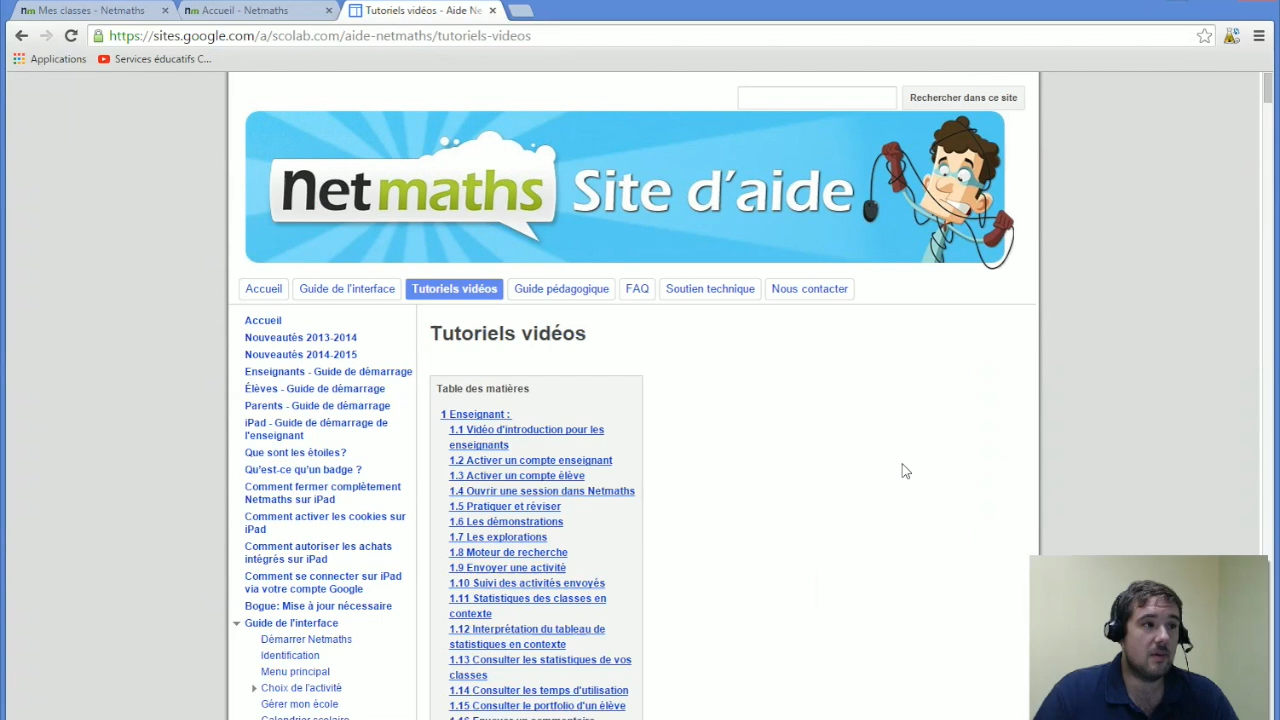 Mes classes - Netmaths
Accueil - Netmaths
Tutoriels vidéos - Aide Ne
https://sites.google.com/a/scolab.com/aide-netmaths/tutoriels-videos
Applications
Services éducatifs C...
Rechercher dans ce site
netmaths Site d'aide
Accueil
Guide de l'interface
Tutoriels vidéos
Guide pédagogique
FAQ
Soutien technique
Nous contacter
Accueil
Nouveautés 2013-2014
Nouveautés 2014-2015
Enseignants - Guide de démarrage
Élèves - Guide de démarrage
Parents - Guide de démarrage
iPad - Guide de démarrage de
l'enseignant
Que sont les étoiles?
Qu'est-ce qu'un badge ?
Comment fermer complètement
Netmaths sur iPad
Comment activer les cookies sur
iPad
Comment autoriser les achats
intégrés sur iPad
Comment se connecter sur iPad
via votre compte Google
Bogue: Mise à jour nécessaire
Guide de l'interface
Démarrer Netmaths
Identification
Menu principal
Choix de l'activité
Gérer mon école
Calendrier scolaire
Tutoriels vidéos
Table des matières
1 Enseignant :
1.1 Vidéo d'introduction pour les
enseignants
1.2 Activer un compte enseignant
1.3 Activer un compte élève
1.4 Ouvrir une session dans Netmaths
1.5 Pratiquer et réviser
1.6 Les démonstrations
1.7 Les explorations
1.8 Moteur de recherche
1.9 Envoyer une activité
1.10 Suivi des activités envoyés
1.11 Statistiques des classes en
contexte
1.12 Interprétation du tableau de
statistiques en contexte
1.13 Consulter les statistiques de vos
classes
1.14 Consulter les temps d'utilisation
1.15 Consulter le portfolio d'un élève
1.16 Envoyer un commentaire